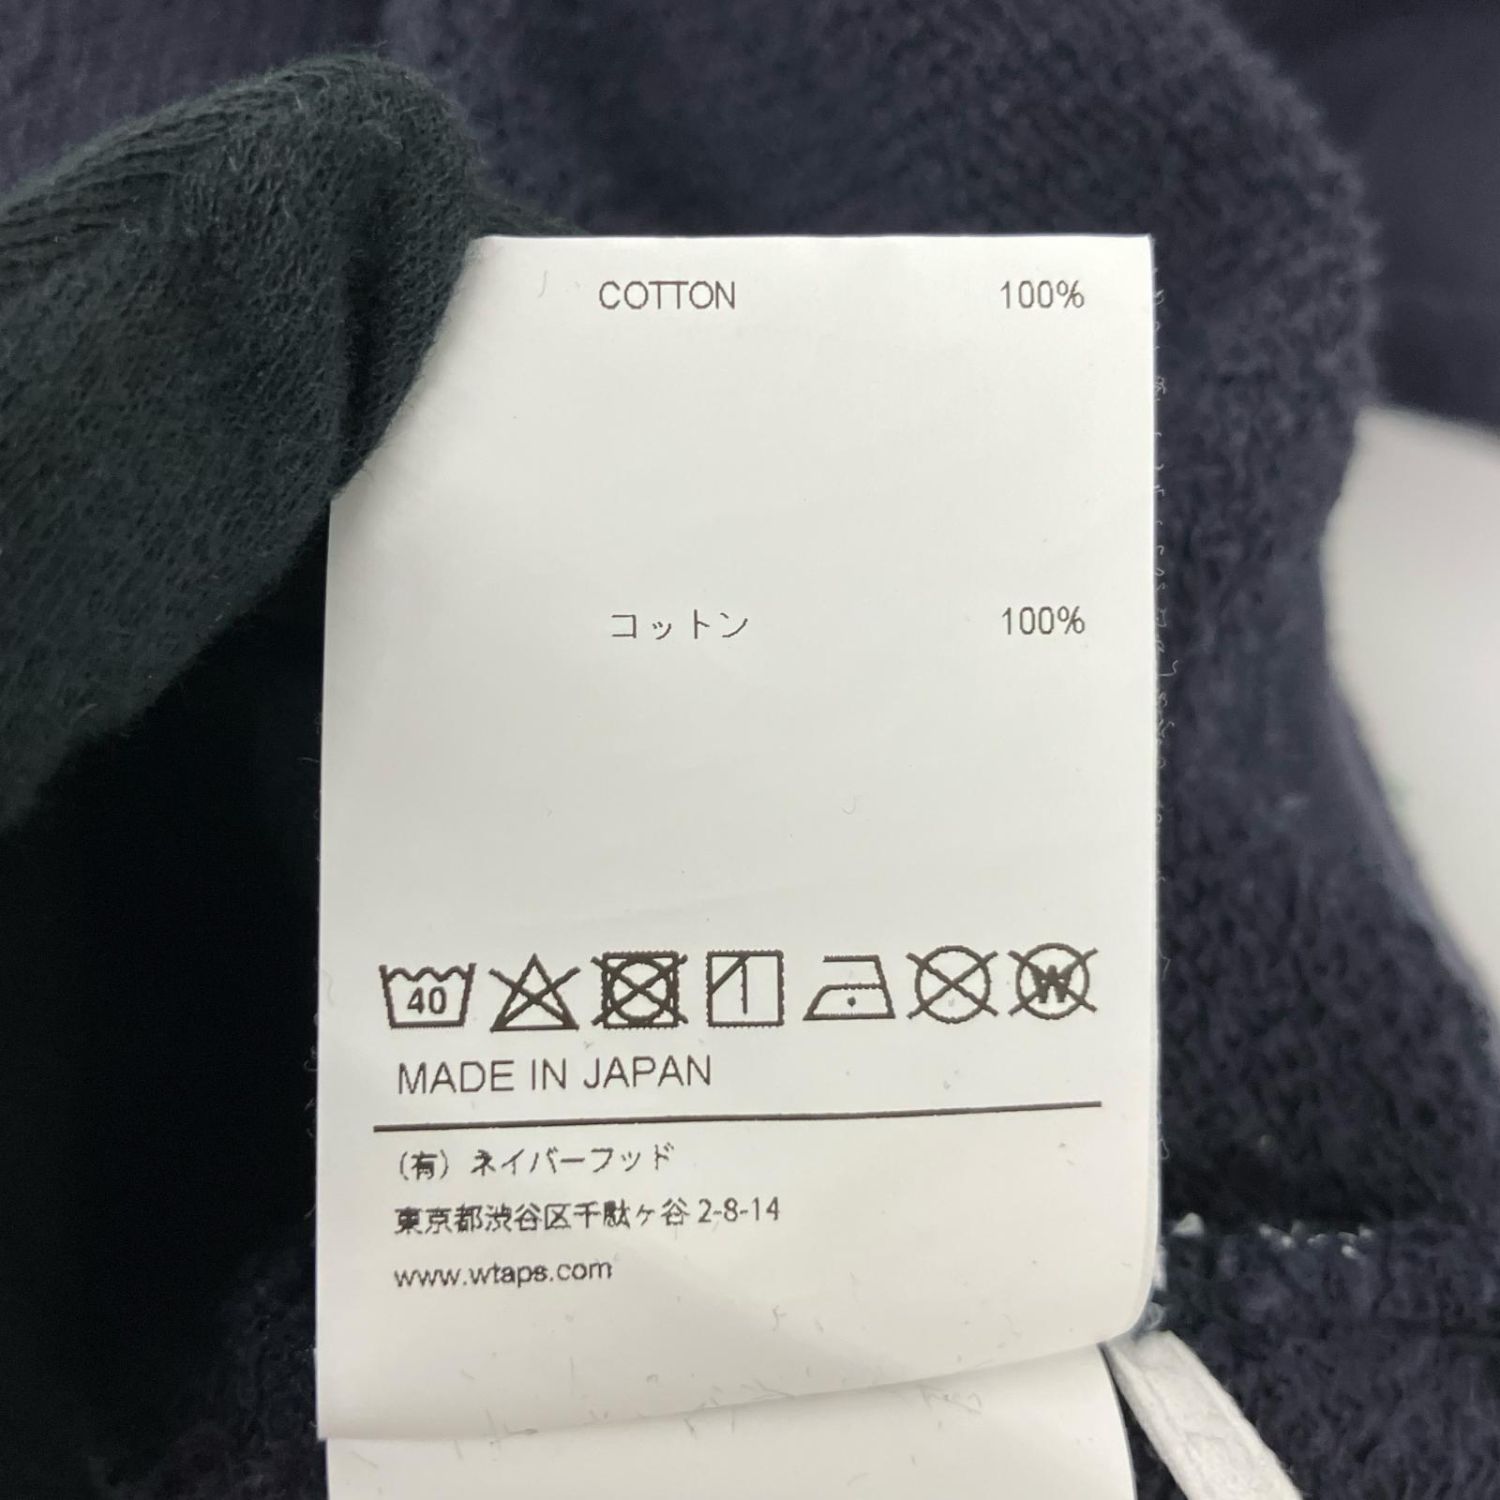 COTTON 100%
コットン 100%
40 W
MADE IN JAPAN
(有) ネイバーフッド
東京都渋谷区千駄ヶ谷 2-8-14
www.wtaps.com